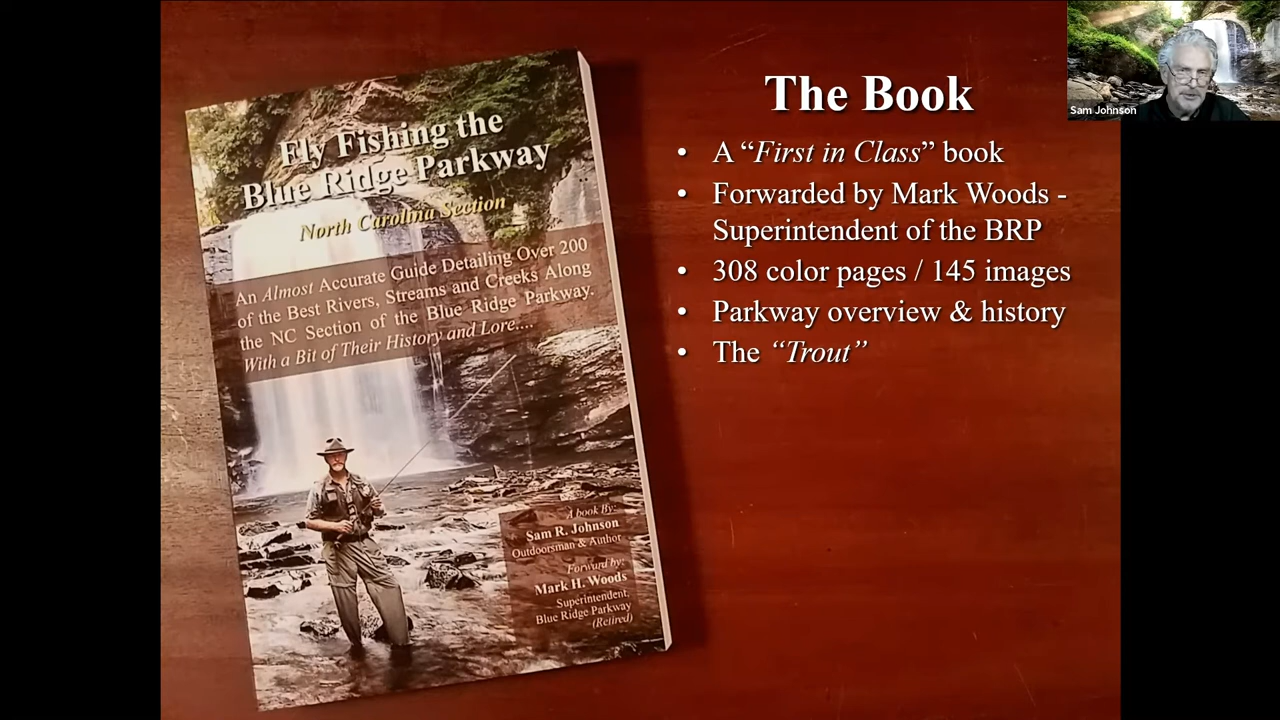 Fly Fishing the
Blue Ridge Parkway
North Carolina Section
An Almost Accurate Guide Detailing Over 200
of the Best Rivers, Streams and Creeks Along
the NC Section of the Blue Ridge Parkway.
With a Bit of Their History and Lore....
A book By:
Sam R. Johnson
Outdoorsman & Author
Forward by:
Mark H. Woods
Superintendent,
Blue Ridge Parkway
(Retired)
The Book
• A “First in Class” book
• Forwarded by Mark Woods -
Superintendent of the BRP
• 308 color pages / 145 images
• Parkway overview & history
• The “Trout”
Sam Johnson